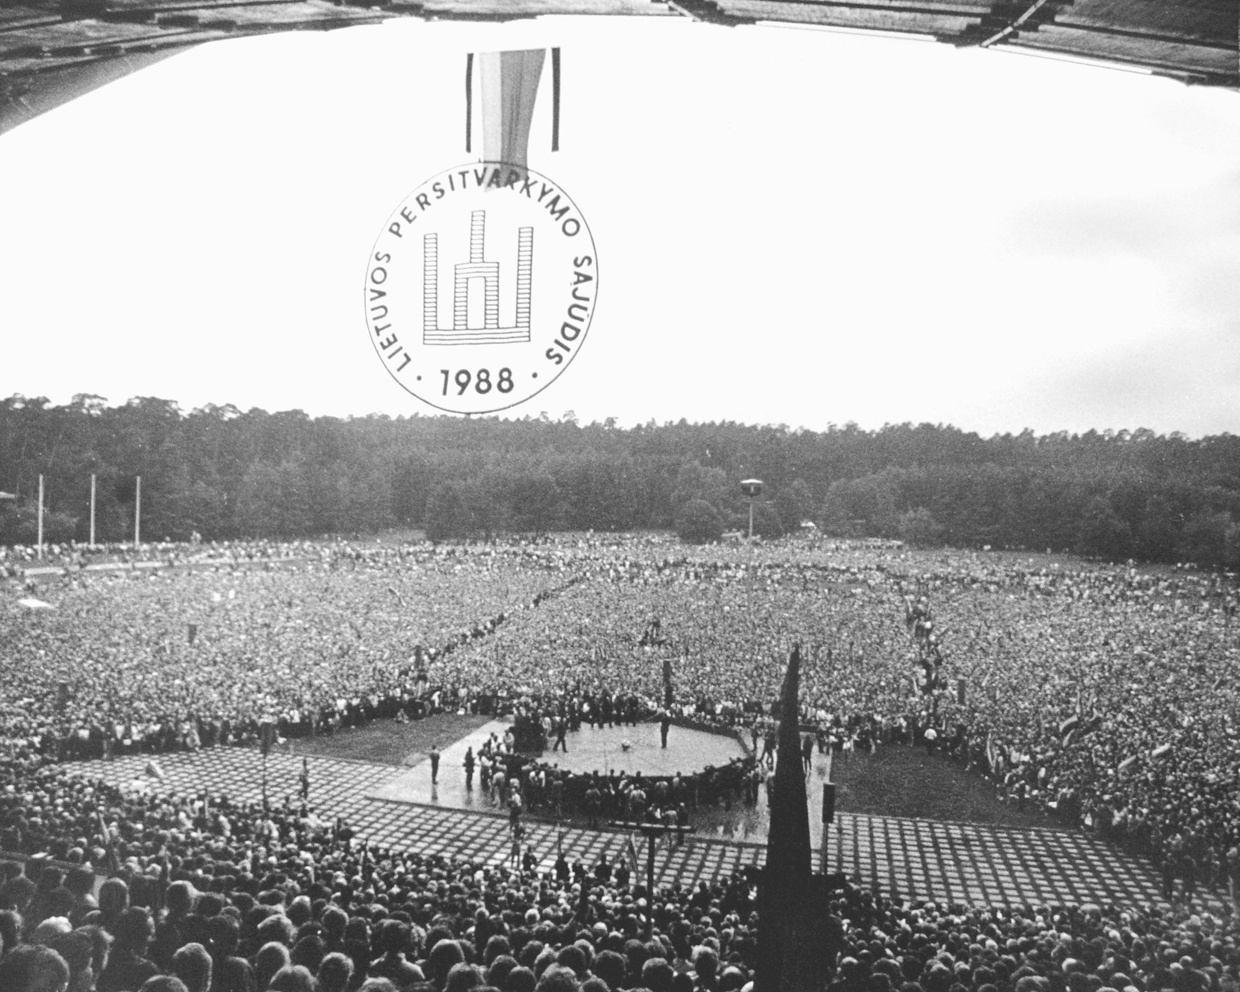 LIETUVOS PERSITVARKYMO SĄJŪDIS
· 1988 ·